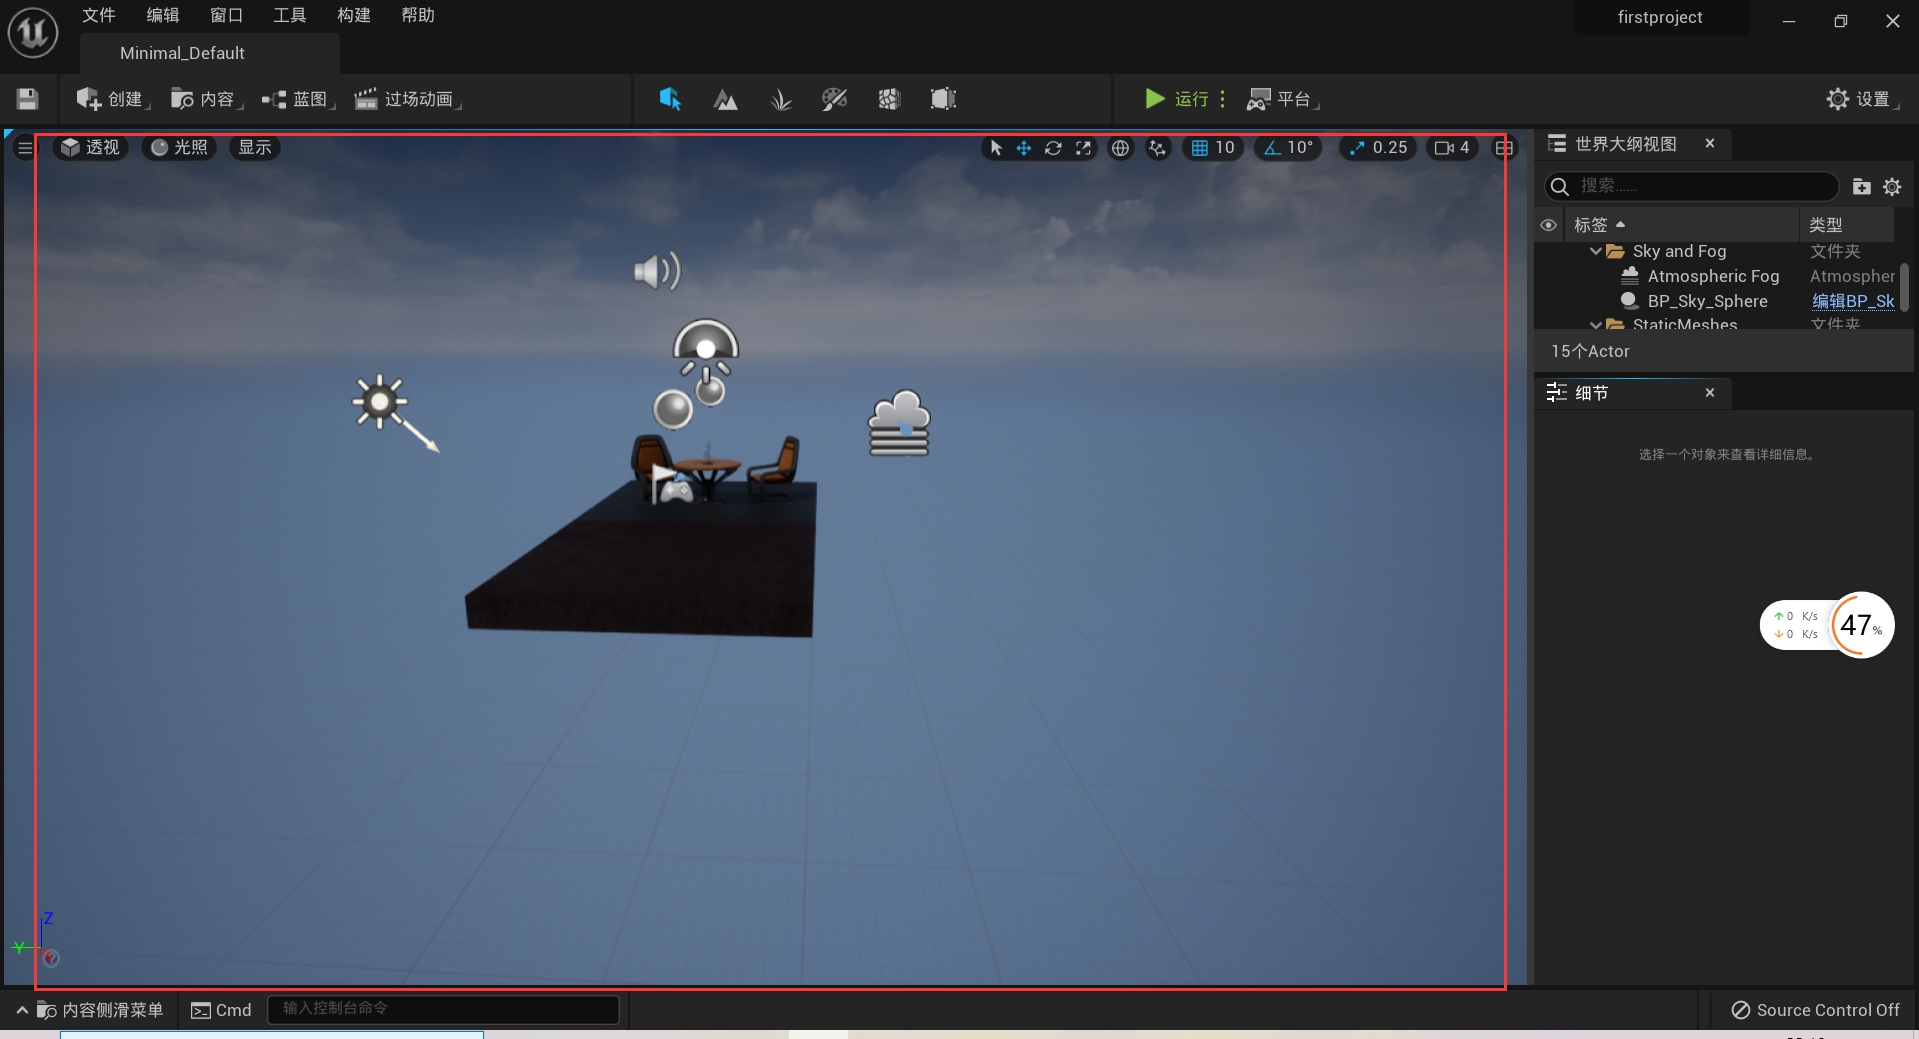 文件 编辑 窗口 工具 构建 帮助
firstproject
Minimal_Default
创建 内容 蓝图 过场动画 运行 平台 设置
透视 光照 显示 10 10° 0.25 4
世界大纲视图
搜索......
标签 类型
Sky and Fog 文件夹
Atmospheric Fog Atmospher
BP_Sky_Sphere 编辑BP_Sk
StaticMeshes 文件夹
15个Actor
细节
选择一个对象来查看详细信息。
0 K/s
0 K/s
47%
Z
Y
内容侧滑菜单 Cmd 输入控制台命令 Source Control Off